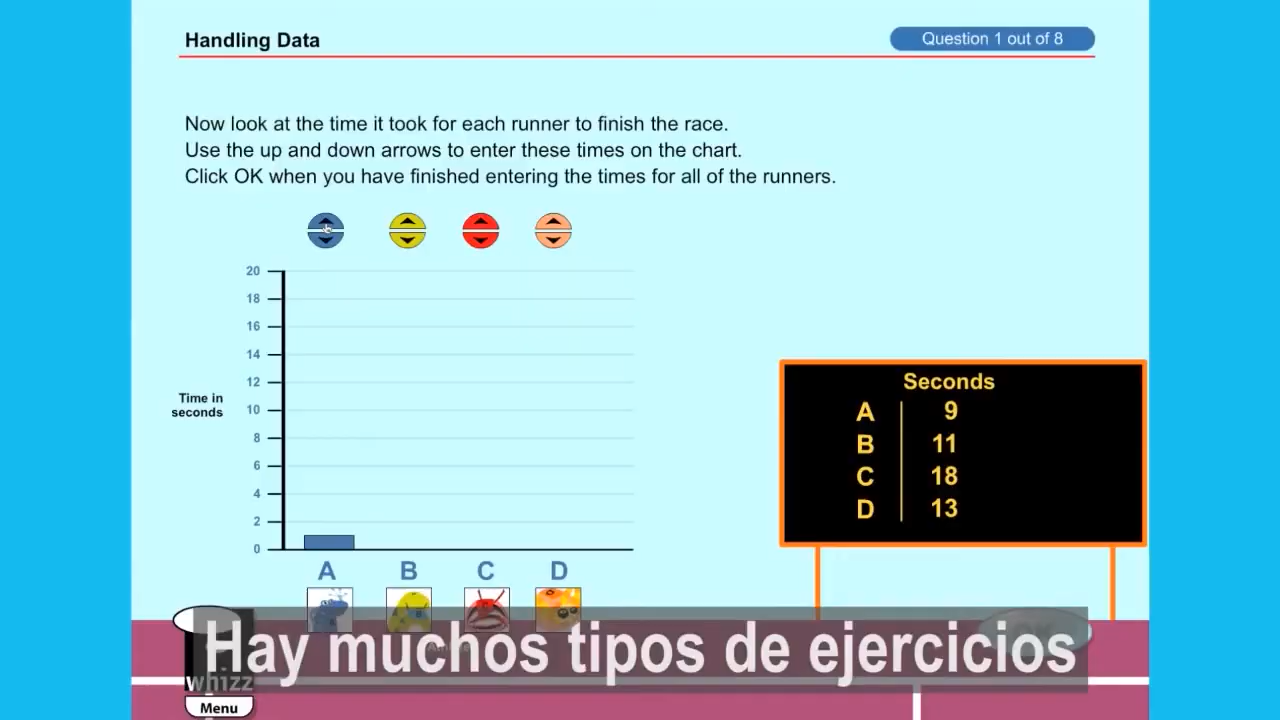 Handling Data
Question 1 out of 8
Now look at the time it took for each runner to finish the race.
Use the up and down arrows to enter these times on the chart.
Click OK when you have finished entering the times for all of the runners.
20
18
16
14
12
10
8
6
4
2
0
Time in
seconds
A B C D
Seconds
A 9
B 11
C 18
D 13
Hay muchos tipos de ejercicios
whizz
Menu